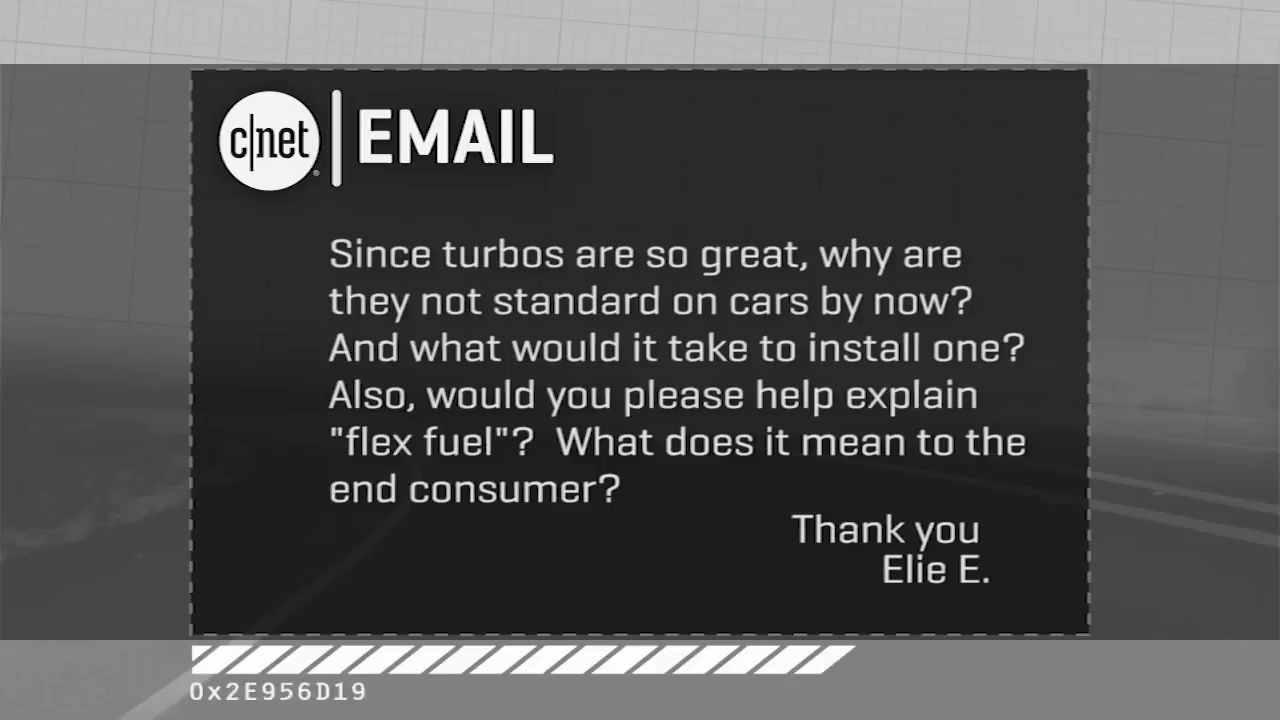 c|net® | EMAIL
Since turbos are so great, why are
they not standard on cars by now?
And what would it take to install one?
Also, would you please help explain
"flex fuel"?  What does it mean to the
end consumer?
Thank you
Elie E.
0x2E956D19